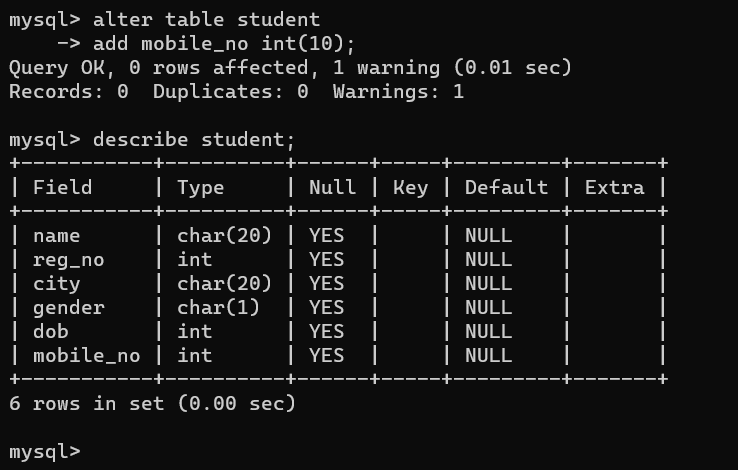 mysql> alter table student
    -> add mobile_no int(10);
Query OK, 0 rows affected, 1 warning (0.01 sec)
Records: 0  Duplicates: 0  Warnings: 1

mysql> describe student;
+-----------+----------+------+-----+---------+-------+
| Field     | Type     | Null | Key | Default | Extra |
+-----------+----------+------+-----+---------+-------+
| name      | char(20) | YES  |     | NULL    |       |
| reg_no    | int      | YES  |     | NULL    |       |
| city      | char(20) | YES  |     | NULL    |       |
| gender    | char(1)  | YES  |     | NULL    |       |
| dob       | int      | YES  |     | NULL    |       |
| mobile_no | int      | YES  |     | NULL    |       |
+-----------+----------+------+-----+---------+-------+
6 rows in set (0.00 sec)

mysql>